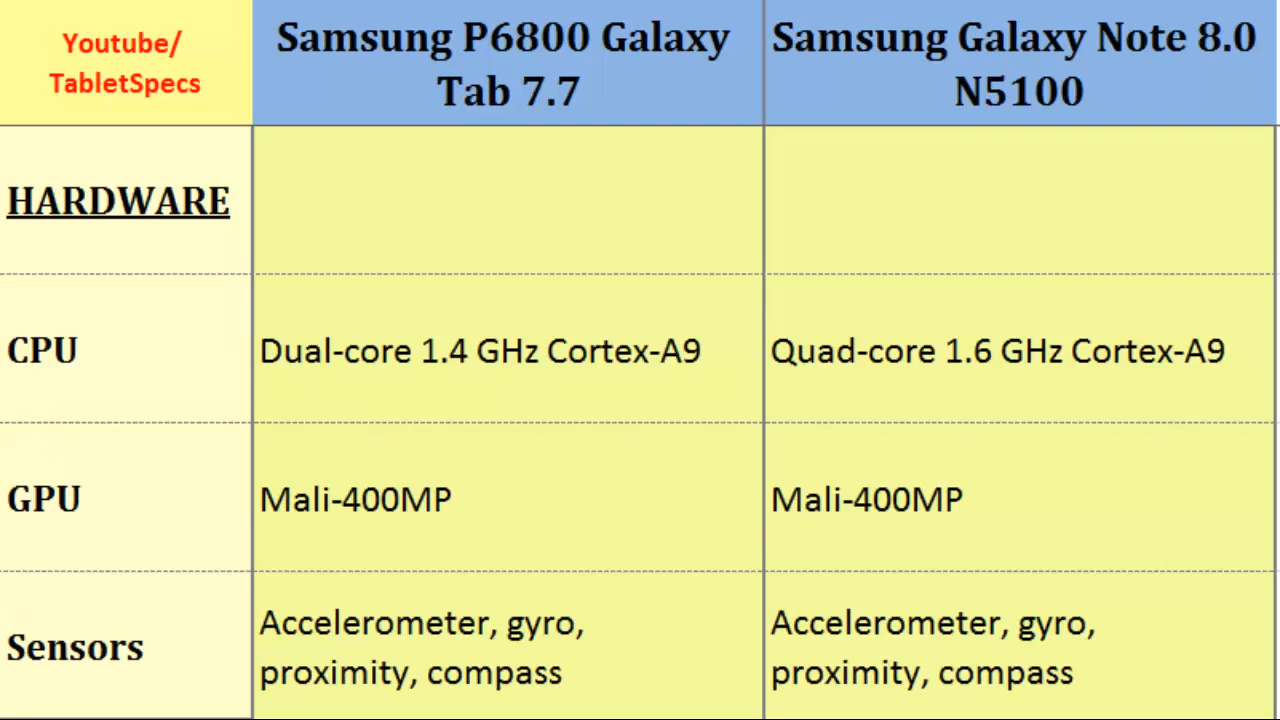 Youtube/
TabletSpecs
Samsung P6800 Galaxy
Tab 7.7
Samsung Galaxy Note 8.0
N5100
HARDWARE
CPU
Dual-core 1.4 GHz Cortex-A9
Quad-core 1.6 GHz Cortex-A9
GPU
Mali-400MP
Mali-400MP
Sensors
Accelerometer, gyro,
proximity, compass
Accelerometer, gyro,
proximity, compass